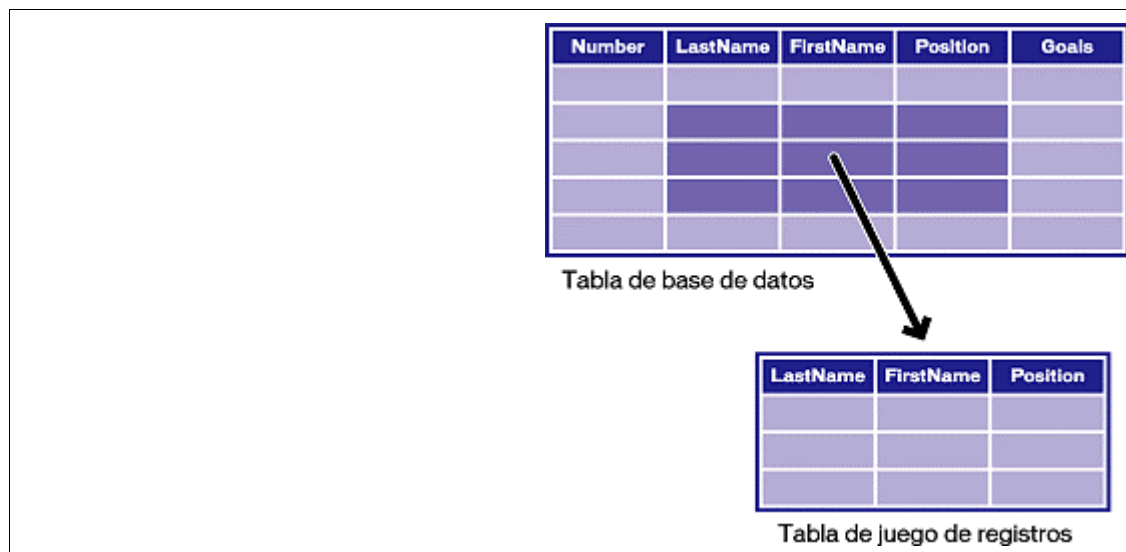 Number LastName FirstName Position Goals
Tabla de base de datos
LastName FirstName Position
Tabla de juego de registros